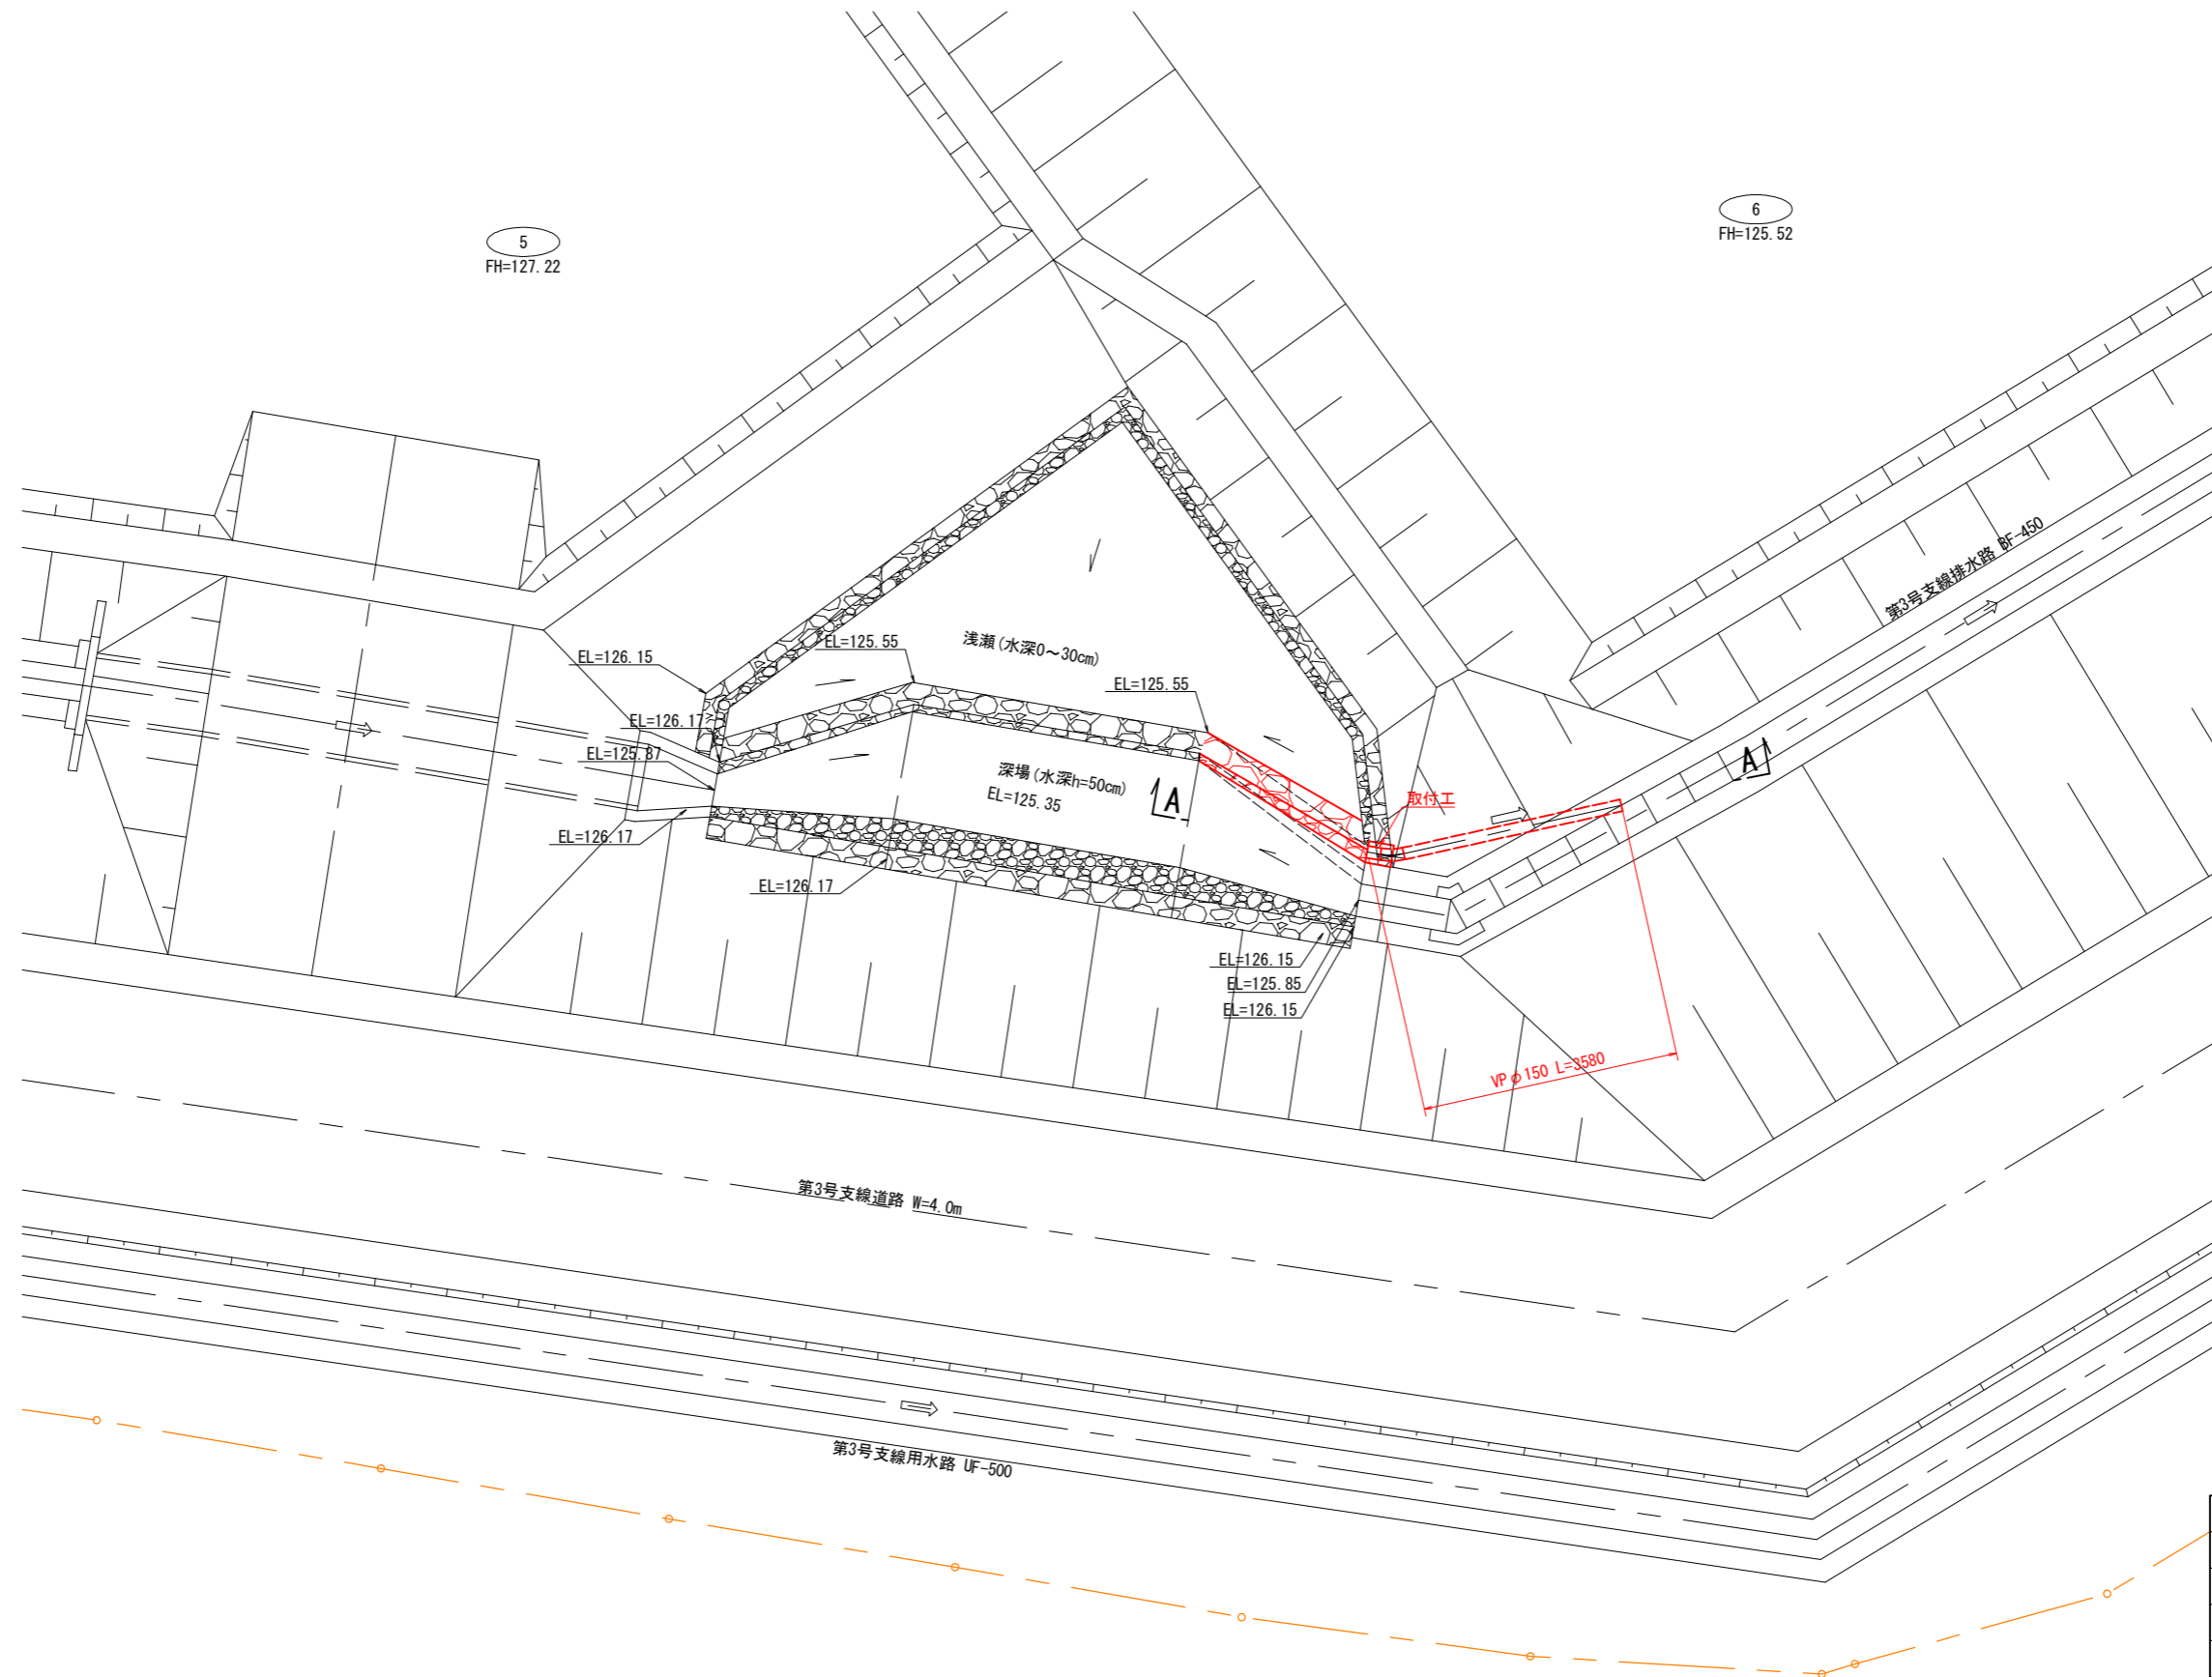 5
FH=127.22
6
FH=125.52
第3号支線排水路 BF-450
浅瀬(水深0～30cm)
EL=125.55
EL=126.15
EL=125.55
EL=126.17
EL=125.87
深場(水深h=50cm)
EL=125.35
A
A
取付工
EL=126.17
EL=126.17
EL=126.15
EL=125.85
EL=126.15
VPφ150 L=3580
第3号支線道路 W=4.0m
第3号支線用水路 UF-500